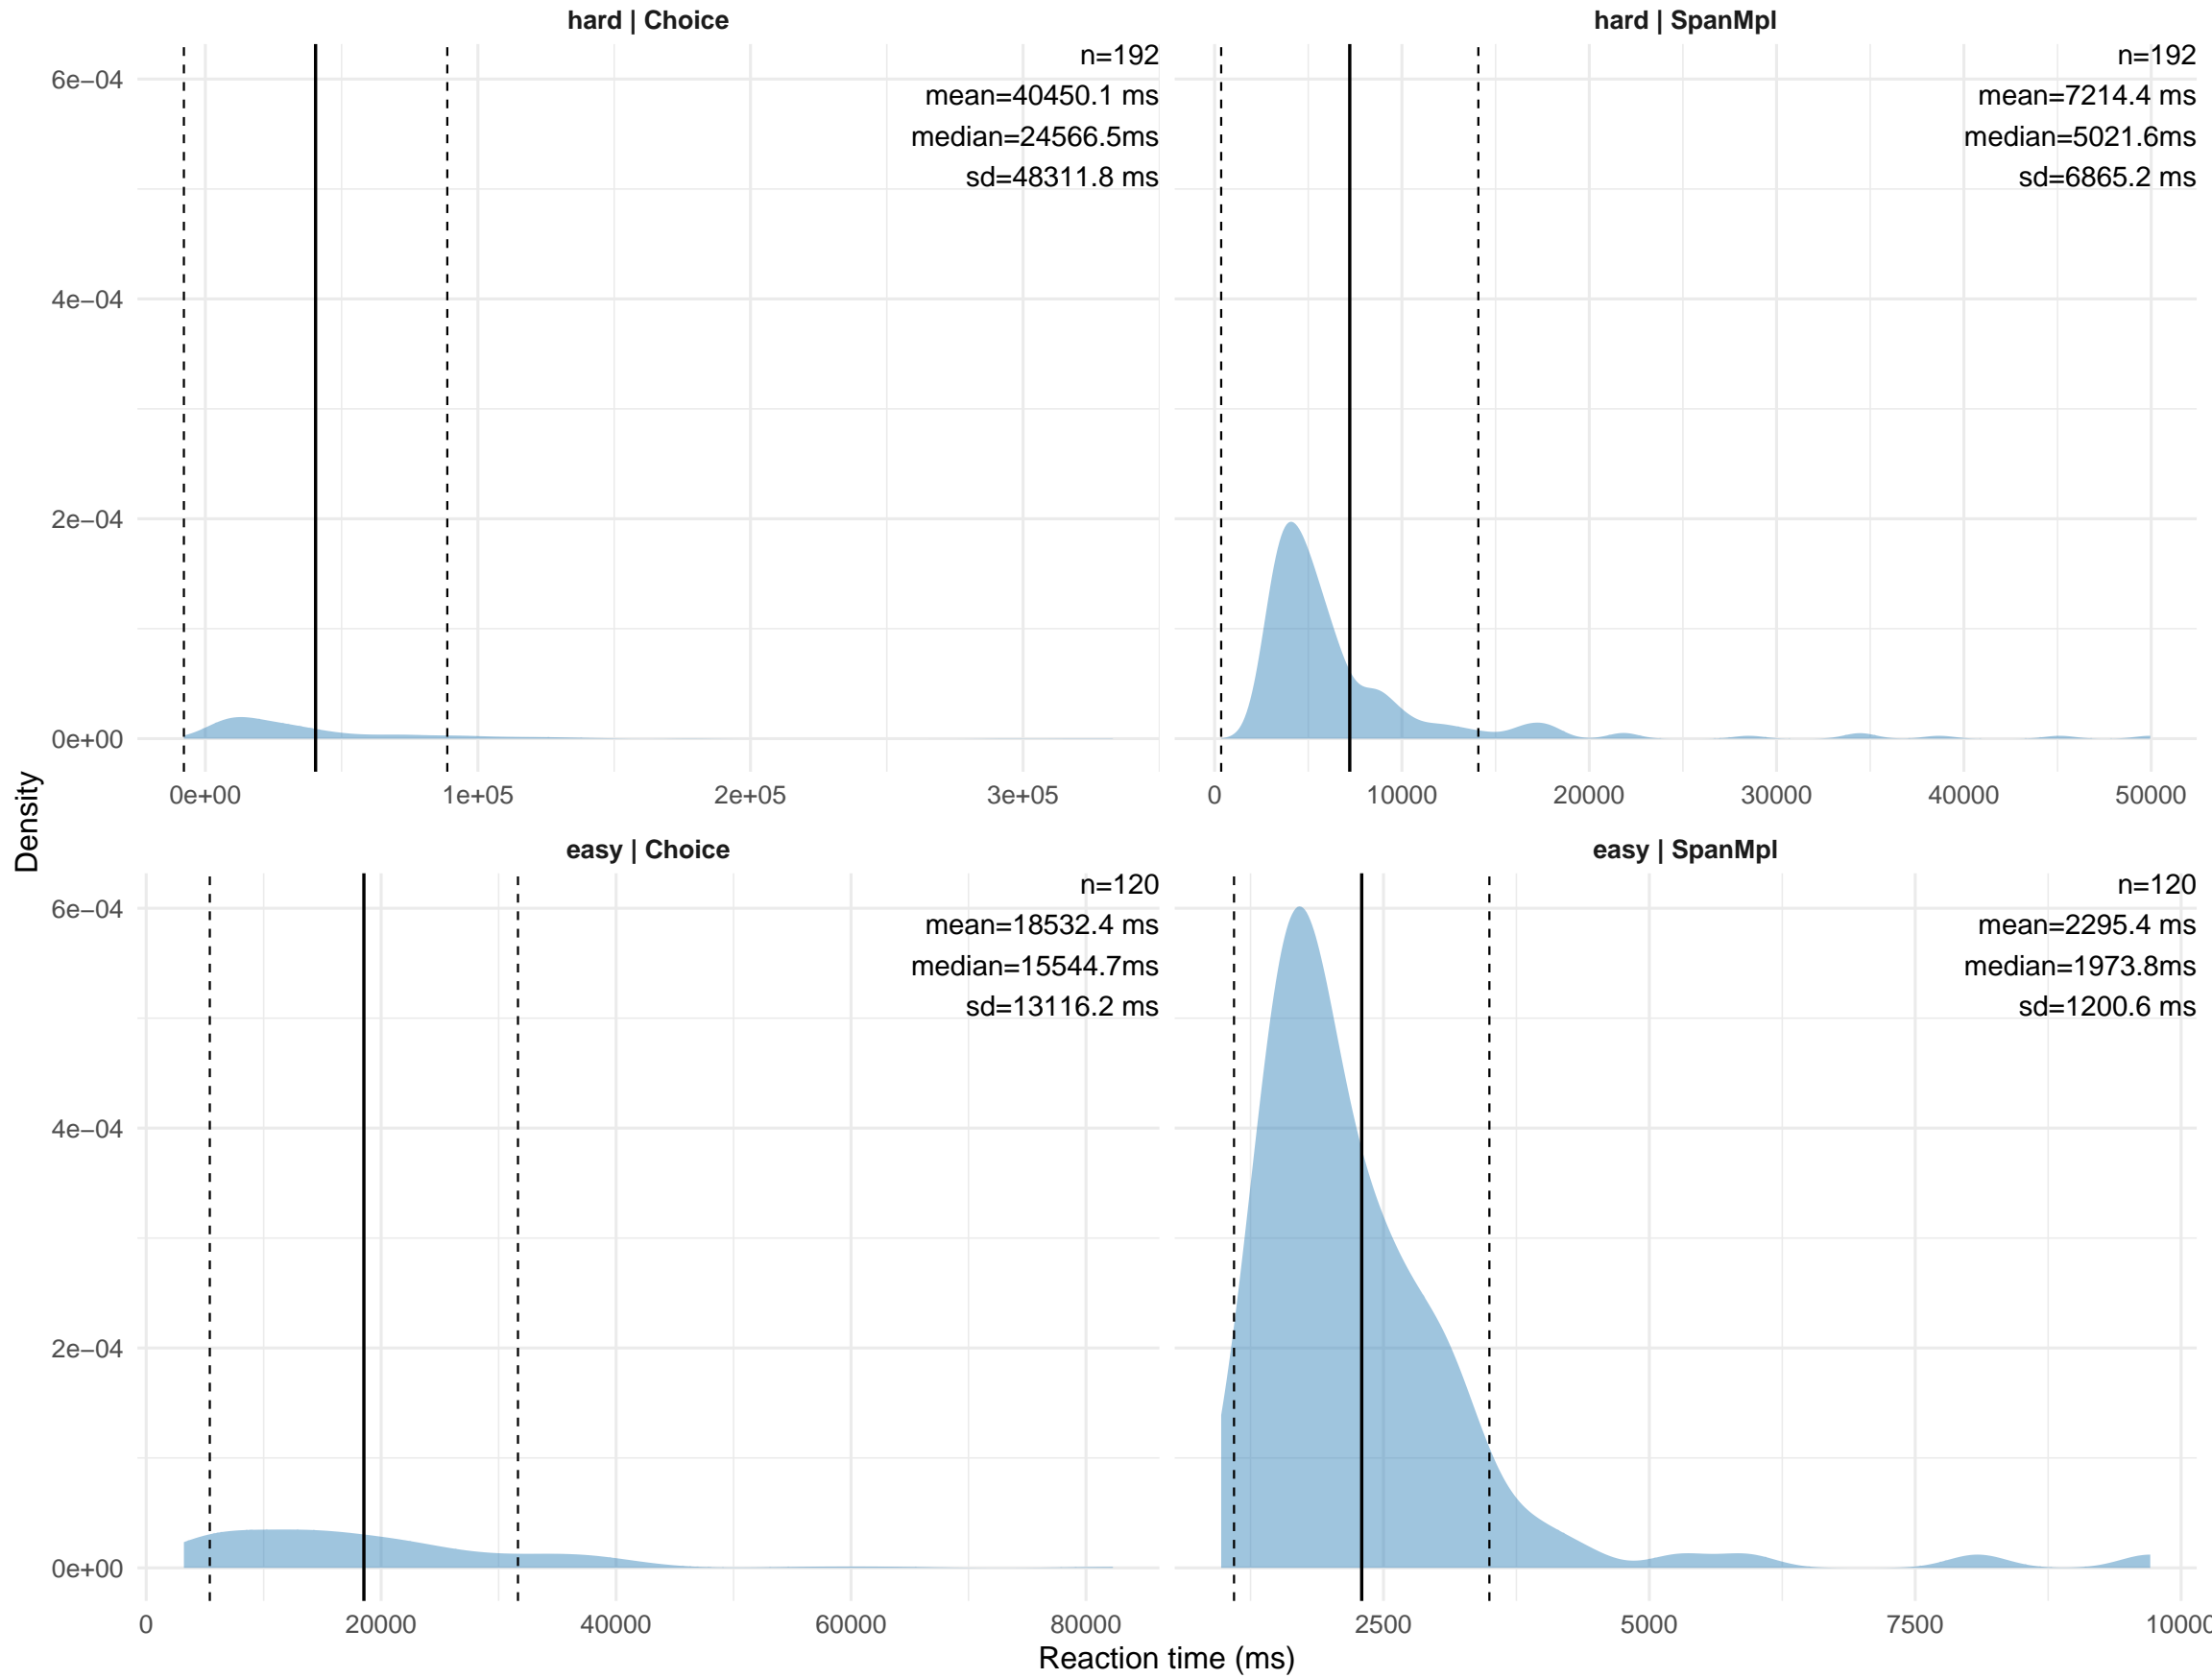 hard | Choice
n=192
mean=40450.1 ms
median=24566.5ms
sd=48311.8 ms
6e−04
4e−04
2e−04
0e+00
0e+00 1e+05 2e+05 3e+05
hard | SpanMpl
n=192
mean=7214.4 ms
median=5021.6ms
sd=6865.2 ms
0 10000 20000 30000 40000 50000
Density
easy | Choice
n=120
mean=18532.4 ms
median=15544.7ms
sd=13116.2 ms
6e−04
4e−04
2e−04
0e+00
0 20000 40000 60000 80000
easy | SpanMpl
n=120
mean=2295.4 ms
median=1973.8ms
sd=1200.6 ms
2500 5000 7500 10000
Reaction time (ms)